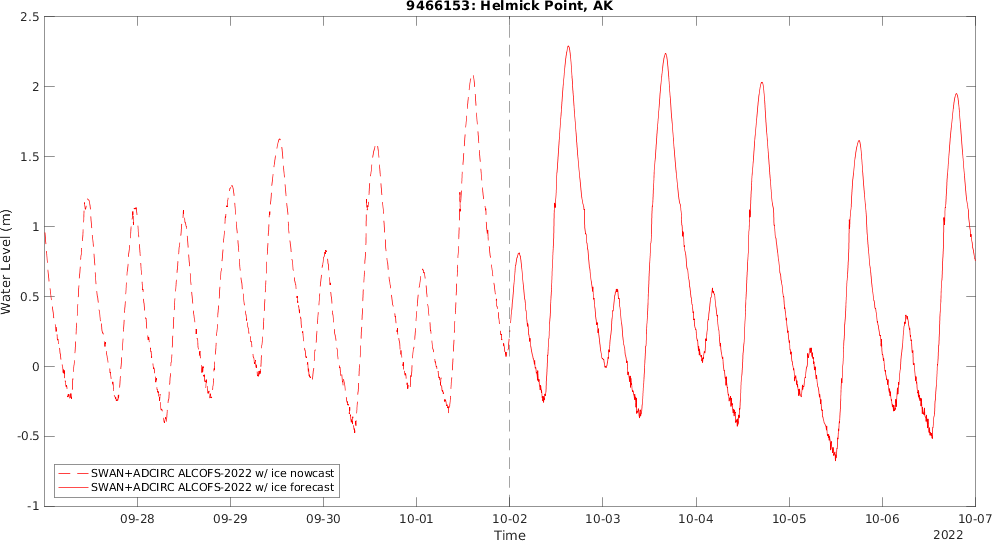 9466153: Helmick Point, AK
2.5
2
1.5
1
0.5
0
-0.5
-1
Water Level (m)
SWAN+ADCIRC ALCOFS-2022 w/ ice nowcast
SWAN+ADCIRC ALCOFS-2022 w/ ice forecast
09-28 09-29 09-30 10-01 10-02 10-03 10-04 10-05 10-06 10-07
Time
2022